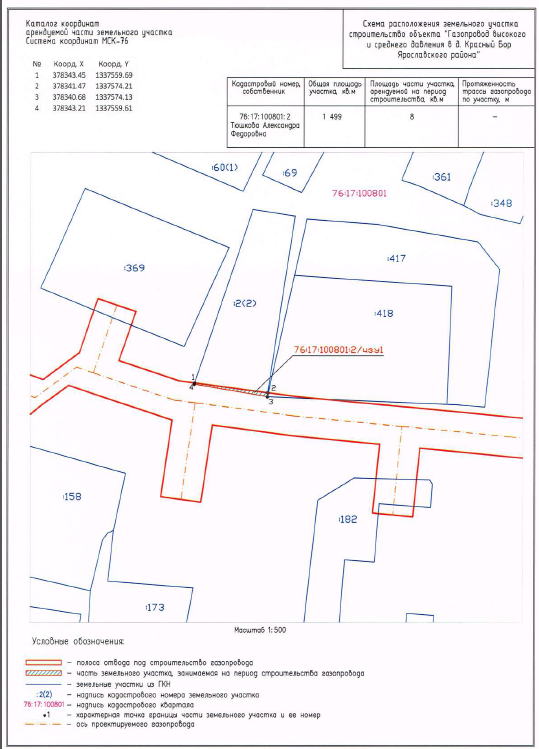 Каталог координат
арендуемой части земельного участка
Система координат МСК-76
№ Коорд. X Коорд. Y
1 378343.45 1337559.69
2 378341.47 1337574.21
3 378340.68 1337574.13
4 378343.21 1337559.61
Схема расположения земельного участка
строительство объекта "Газопровод высокого
и среднего давления в д. Красный Бор
Ярославского района"
Кадастровый номер, собственник
Общая площадь участка, кв.м
Площадь части участка, арендуемой на период строительства, кв.м
Протяженность трассы газопровода по участку, м
76:17:100801:2
Тюшкова Александра
Федоровна
1 499
8
–
:60(1)
:69
:361
76:17:100801
:348
:369
:417
:2(2)
:418
76:17:100801:2/чзу1
1
4
2
3
:158
:182
:173
Масштаб 1:500
Условные обозначения:
– полоса отвода под строительство газопровода
– часть земельного участка, занимаемая на период строительства газопровода
– земельные участки из ГКН
:2(2) – надпись кадастрового номера земельного участка
76:17:100801 – надпись кадастрового квартала
•1 – характерная точка границы части земельного участка и ее номер
– ось проектируемого газопровода